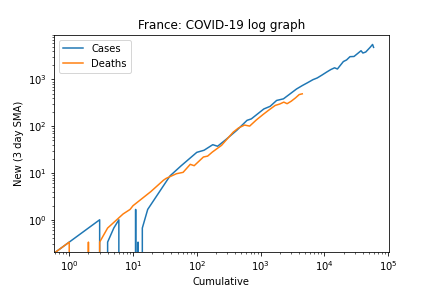 France: COVID-19 log graph
Cases
Deaths
New (3 day SMA)
10³
10²
10¹
10⁰
10⁰ 10¹ 10² 10³ 10⁴ 10⁵
Cumulative